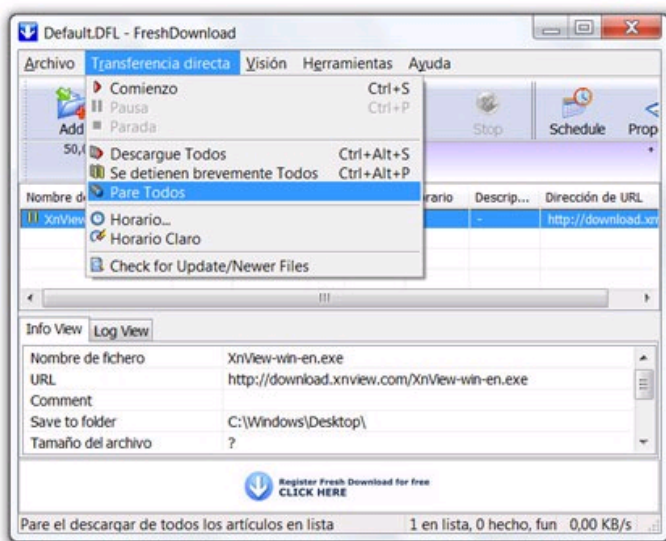 Default.DFL - FreshDownload
Archivo Transferencia directa Visión Herramientas Ayuda
Comienzo Ctrl+S
Pausa Ctrl+P
Parada
Descargue Todos Ctrl+Alt+S
Se detienen brevemente Todos Ctrl+Alt+P
Pare Todos
Horario...
Horario Claro
Check for Update/Newer Files
Add Stop Schedule
50,
Descrip... Dirección de URL
XnView - http://download.xn
Info View Log View
Nombre de fichero XnView-win-en.exe
URL http://download.xnview.com/XnView-win-en.exe
Comment
Save to folder C:\Windows\Desktop\
Tamaño del archivo ?
Register Fresh Download for free
CLICK HERE
Pare el descargar de todos los artículos en lista 1 en lista, 0 hecho, fun 0,00 KB/s